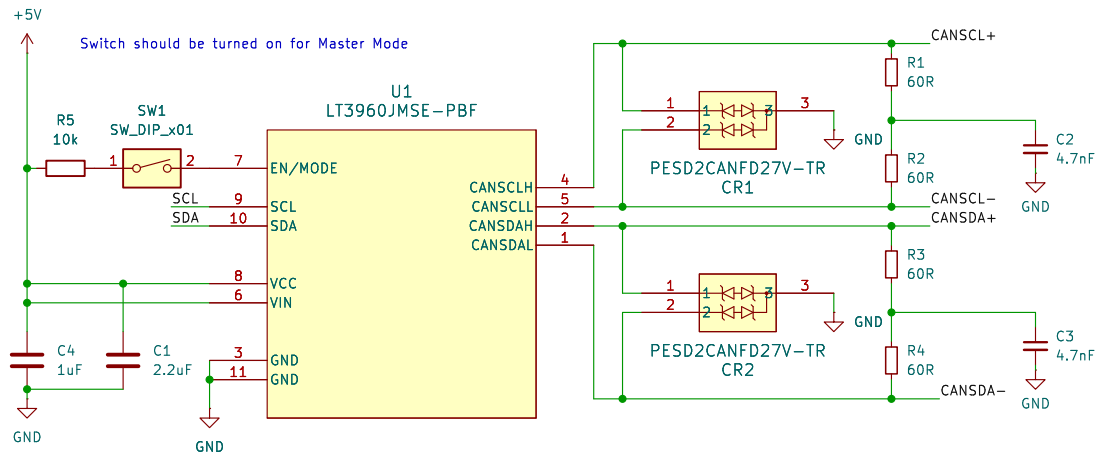 +5V
Switch should be turned on for Master Mode
CANSCL+
R1
60R
U1
LT3960JMSE-PBF
SW1
SW_DIP_x01
R5
10k
1 2
7
EN/MODE
SCL
9
SCL
SDA
10
SDA
8
VCC
6
VIN
3
GND
11
GND
GND
C4
1uF
C1
2.2uF
GND
CANSCLH
4
CANSCLL
5
CANSDAH
2
CANSDAL
1
1 1 3
2 2
GND
PESD2CANFD27V-TR
CR1
R2
60R
C2
4.7nF
GND
CANSCL-
CANSDA+
R3
60R
1 1 3 3
2 2
GND
PESD2CANFD27V-TR
CR2
R4
60R
C3
4.7nF
GND
CANSDA-